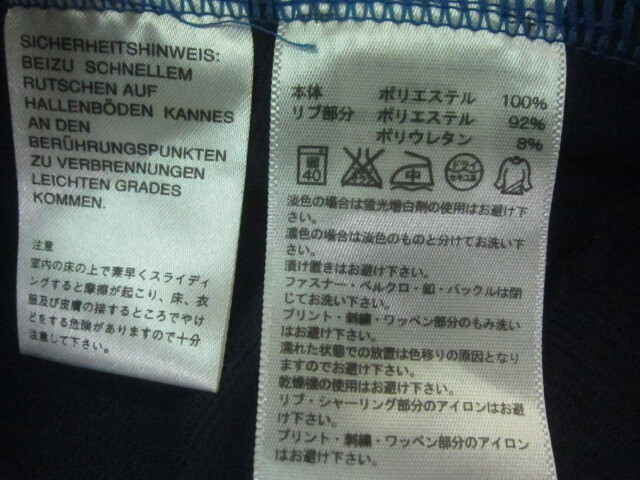 SICHERHEITSHINWEIS:
BEIZU SCHNELLEM
RUTSCHEN AUF
HALLENBÖDEN KANNES
AN DEN
BERÜHRUNGSPUNKTEN
ZU VERBRENNUNGEN
LEICHTEN GRADES
KOMMEN.
注意
室内の床の上で素早くスライディ
ングすると摩擦が起こり、床、衣
服及び皮膚の接するところでやけ
どをする危険がありますので十分
注意して下さい。
本体 ポリエステル 100%
リブ部分 ポリエステル 92%
ポリウレタン 8%
40
中
ドライ
セキユ系
淡色の場合は蛍光増白剤の使用はお避け下
さい。
濃色の場合は淡色のものと分けてお洗い下
さい。
漬け置きはお避け下さい。
ファスナー・ベルクロ・釦・バックルは閉
じてお洗い下さい。
プリント・刺繍・ワッペン部分のもみ洗い
はお避け下さい。
濡れた状態での放置は色移りの原因となり
ますのでお避け下さい。
乾燥機の使用はお避け下さい。
リブ・シャーリング部分のアイロンはお避
け下さい。
プリント・刺繍・ワッペン部分のアイロン
はお避け下さい。